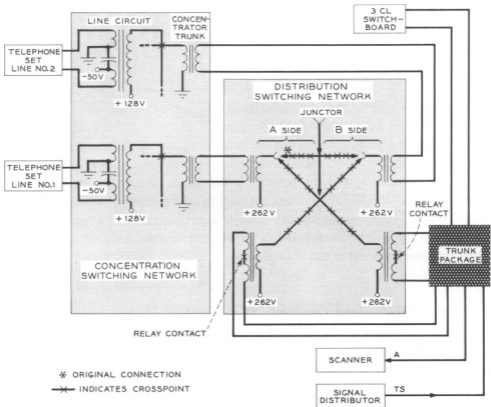 LINE CIRCUIT
CONCEN-
TRATOR
TRUNK
3 CL
SWITCH-
BOARD
TELEPHONE
SET
LINE NO.2
-50V
+128V
DISTRIBUTION
SWITCHING NETWORK
JUNCTOR
A SIDE
B SIDE
TELEPHONE
SET
LINE NO.1
-50V
+128V
+262V
+262V
RELAY
CONTACT
TRUNK
PACKAGE
CONCENTRATION
SWITCHING NETWORK
+262V
+262V
RELAY CONTACT
SCANNER
A
* ORIGINAL CONNECTION
INDICATES CROSSPOINT
SIGNAL
DISTRIBUTOR
TS